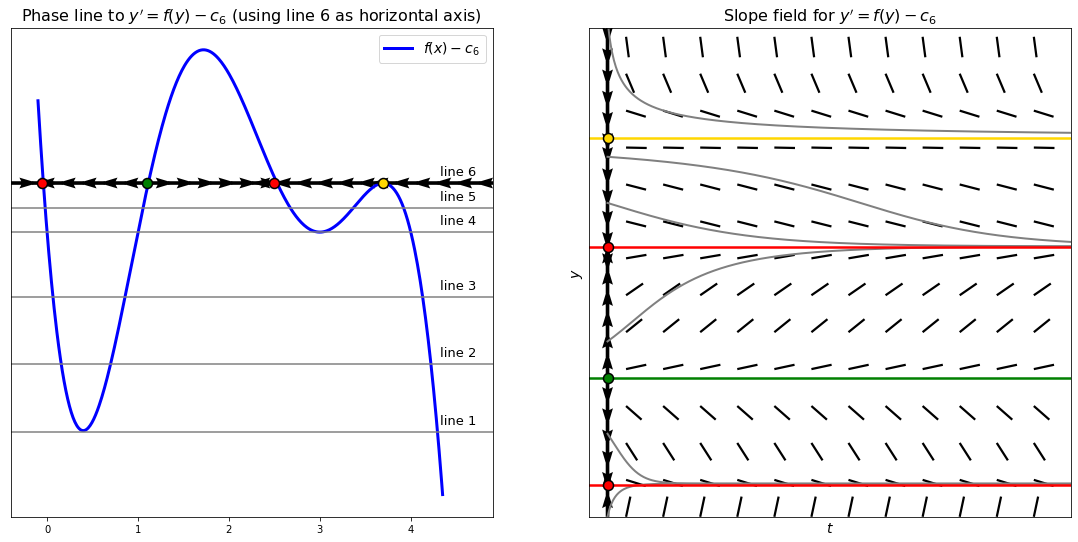 Phase line to y′ = f(y) − c₆ (using line 6 as horizontal axis)
f(x) − c₆
line 6
line 5
line 4
line 3
line 2
line 1
0 1 2 3 4
Slope field for y′ = f(y) − c₆
y
t